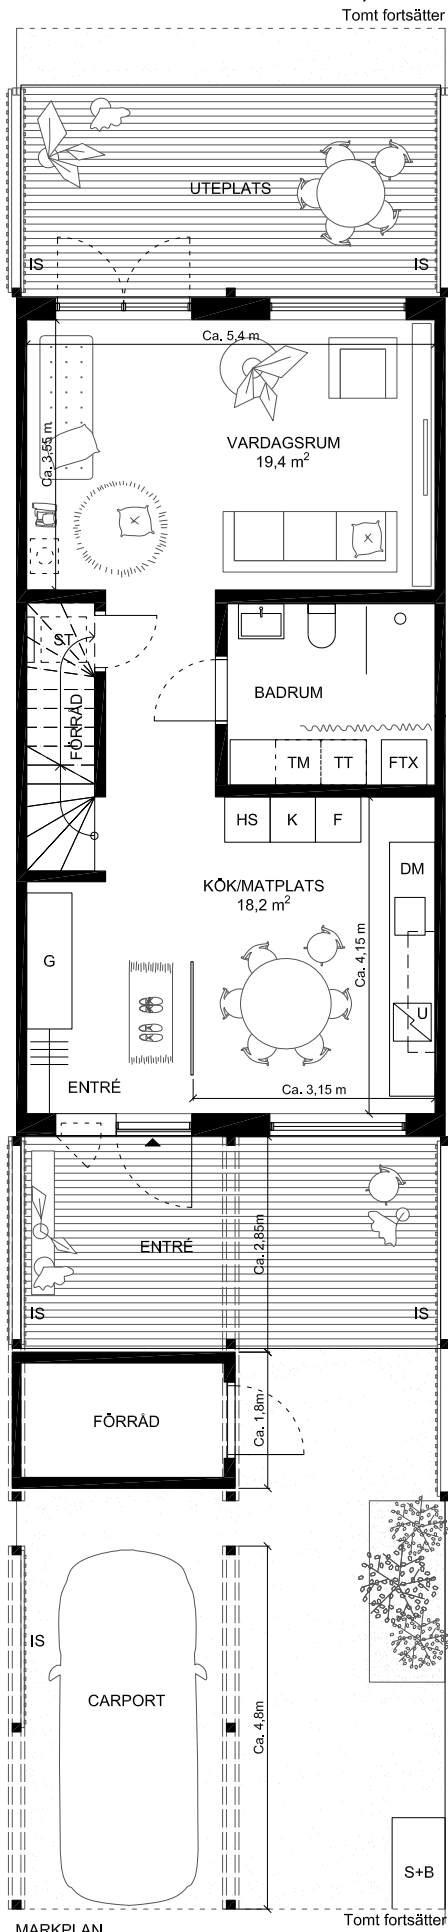 Tomt fortsätter
UTEPLATS
IS
IS
Ca. 5,4 m
Ca. 3,55 m
VARDAGSRUM
19,4 m²
ST
FÖRRÅD
BADRUM
TM
TT
FTX
HS
K
F
DM
KÖK/MATPLATS
18,2 m²
G
Ca. 4,15 m
U
ENTRÉ
Ca. 3,15 m
ENTRÉ
Ca. 2,85m
IS
IS
FÖRRÅD
Ca. 1,8m
IS
CARPORT
Ca. 4,8m
S+B
Tomt fortsätter
MARKPLAN